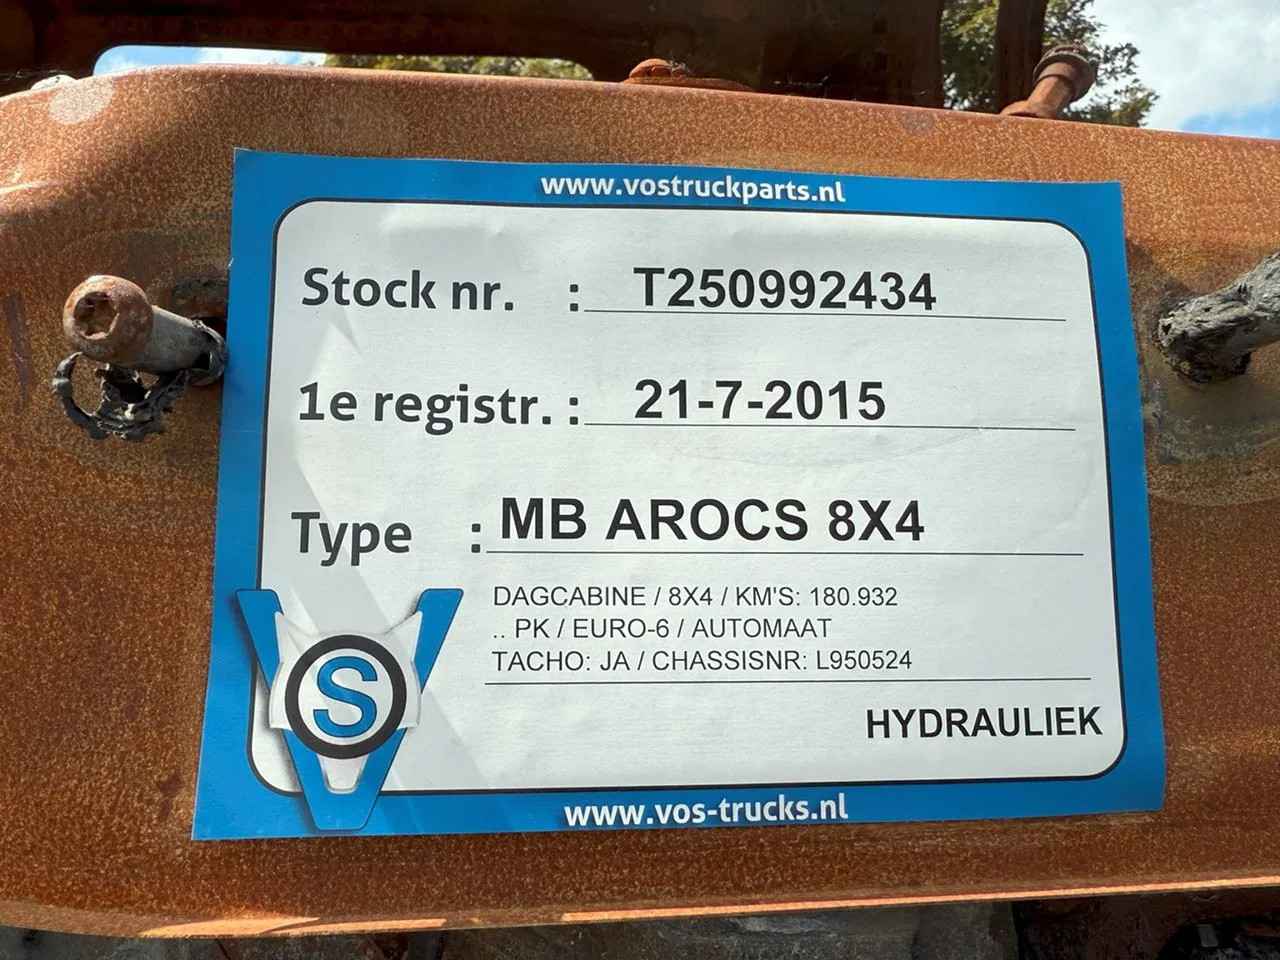 www.vostruckparts.nl
Stock nr. : T250992434
1e registr. : 21-7-2015
Type : MB AROCS 8X4
DAGCABINE / 8X4 / KM'S: 180.932
.. PK / EURO-6 / AUTOMAAT
TACHO: JA / CHASSISNR: L950524
HYDRAULIEK
VOS
www.vos-trucks.nl